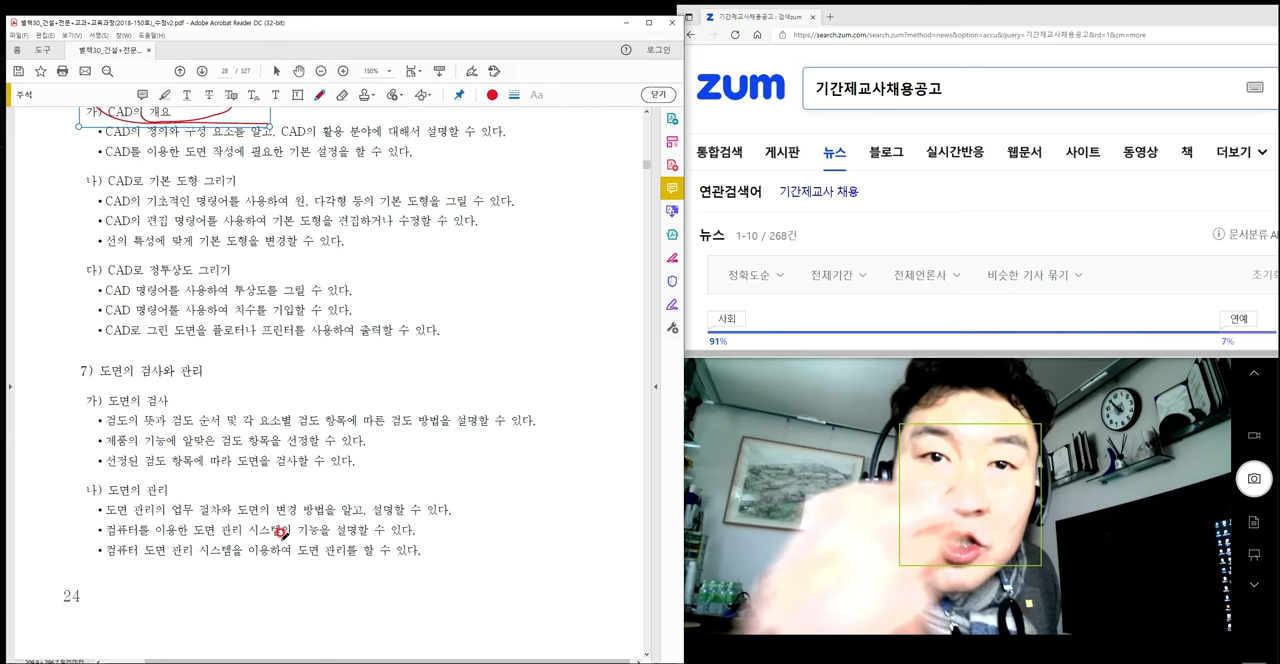 별책30_건설+전문+교과+교육과정(2018-150호)_수정v2.pdf - Adobe Acrobat Reader DC (32-bit)
파일(F) 편집(E) 보기(V) 서명(S) 창(W) 도움말(H)
홈 도구 별책30_건설+전문... × 로그인
28 / 327 150%
주석 Aa 닫기
가) CAD의 개요
• CAD의 정의와 구성 요소를 알고, CAD의 활용 분야에 대해서 설명할 수 있다.
• CAD를 이용한 도면 작성에 필요한 기본 설정을 할 수 있다.
나) CAD로 기본 도형 그리기
• CAD의 기초적인 명령어를 사용하여 원, 다각형 등의 기본 도형을 그릴 수 있다.
• CAD의 편집 명령어를 사용하여 기본 도형을 편집하거나 수정할 수 있다.
• 선의 특성에 맞게 기본 도형을 변경할 수 있다.
다) CAD로 정투상도 그리기
• CAD 명령어를 사용하여 투상도를 그릴 수 있다.
• CAD 명령어를 사용하여 치수를 기입할 수 있다.
• CAD로 그린 도면을 플로터나 프린터를 사용하여 출력할 수 있다.
7) 도면의 검사와 관리
가) 도면의 검사
• 검도의 뜻과 검도 순서 및 각 요소별 검도 항목에 따른 검도 방법을 설명할 수 있다.
• 제품의 기능에 알맞은 검도 항목을 선정할 수 있다.
• 선정된 검도 항목에 따라 도면을 검사할 수 있다.
나) 도면의 관리
• 도면 관리의 업무 절차와 도면의 변경 방법을 알고, 설명할 수 있다.
• 컴퓨터를 이용한 도면 관리 시스템의 기능을 설명할 수 있다.
• 컴퓨터 도면 관리 시스템을 이용하여 도면 관리를 할 수 있다.
24
기간제교사채용공고 : 검색zum
https://search.zum.com/search.zum?method=news&option=accu&query=기간제교사채용공고&rd=1&cm=more
zum 기간제교사채용공고
통합검색 게시판 뉴스 블로그 실시간반응 웹문서 사이트 동영상 책 더보기
연관검색어 기간제교사 채용
뉴스 1-10 / 268건 문서분류 AI
정확도순 전체기간 전체언론사 비슷한 기사 묶기 초기화
사회 연예
91% 7%